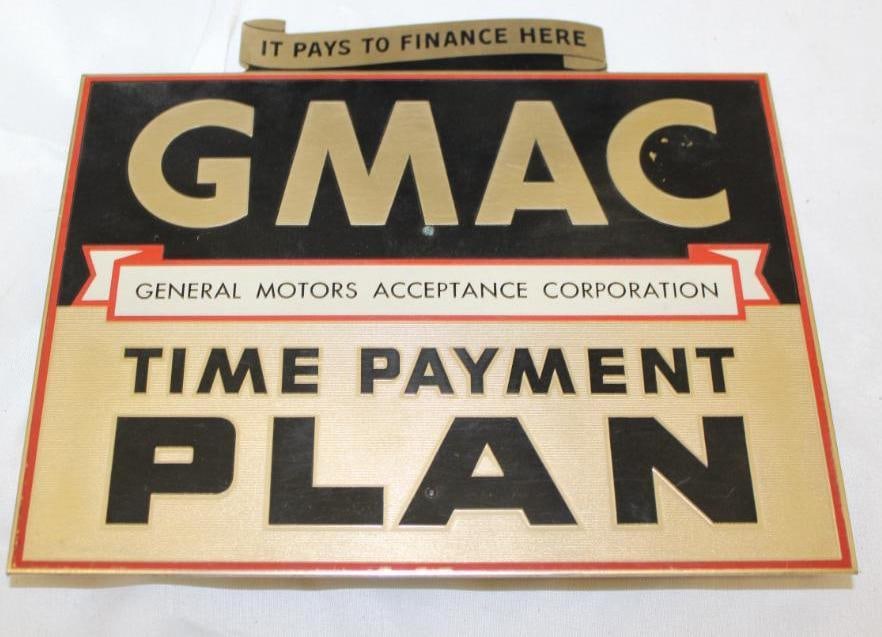 IT PAYS TO FINANCE HERE
GMAC
GENERAL MOTORS ACCEPTANCE CORPORATION
TIME PAYMENT
PLAN